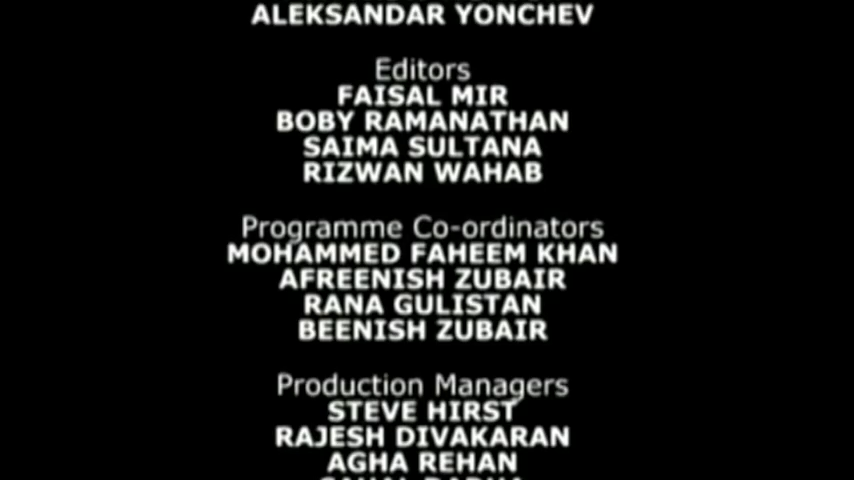 ALEKSANDAR YONCHEV
Editors
FAISAL MIR
BOBY RAMANATHAN
SAIMA SULTANA
RIZWAN WAHAB
Programme Co-ordinators
MOHAMMED FAHEEM KHAN
AFREENISH ZUBAIR
RANA GULISTAN
BEENISH ZUBAIR
Production Managers
STEVE HIRST
RAJESH DIVAKARAN
AGHA REHAN